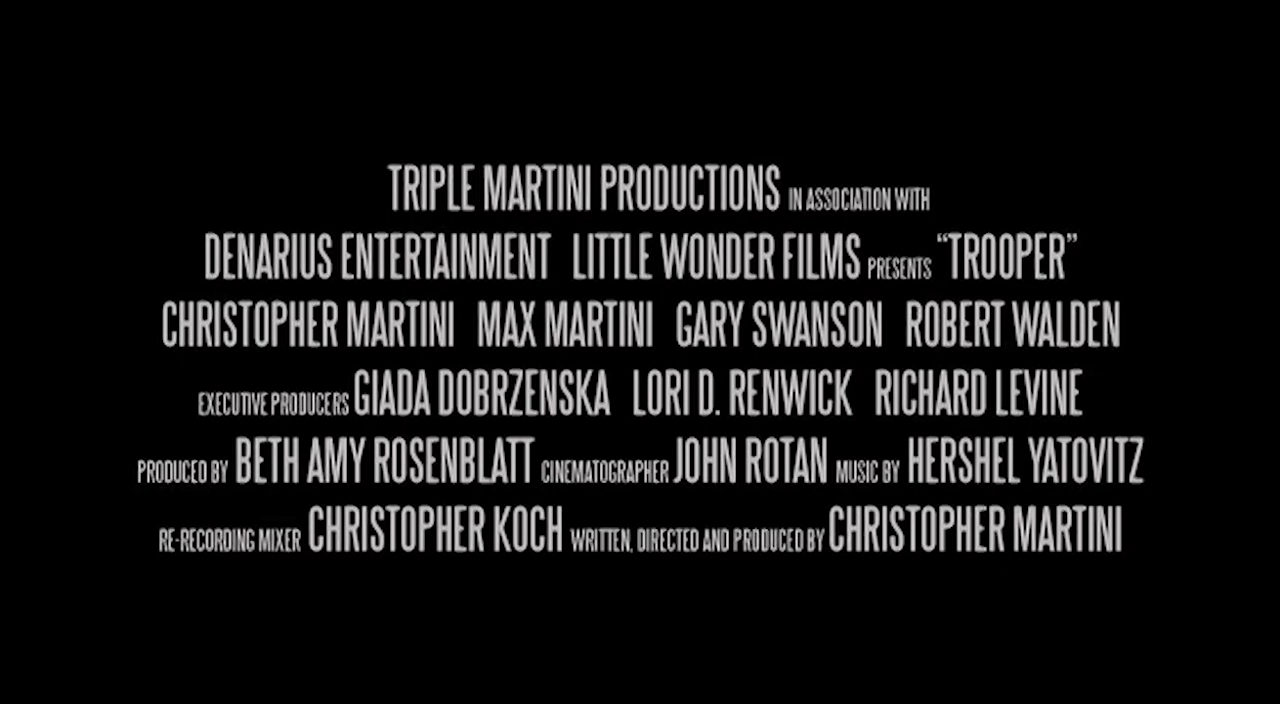 TRIPLE MARTINI PRODUCTIONS IN ASSOCIATION WITH
DENARIUS ENTERTAINMENT LITTLE WONDER FILMS PRESENTS “TROOPER”
CHRISTOPHER MARTINI MAX MARTINI GARY SWANSON ROBERT WALDEN
EXECUTIVE PRODUCERS GIADA DOBRZENSKA LORI D. RENWICK RICHARD LEVINE
PRODUCED BY BETH AMY ROSENBLATT CINEMATOGRAPHER JOHN ROTAN MUSIC BY HERSHEL YATOVITZ
RE-RECORDING MIXER CHRISTOPHER KOCH WRITTEN, DIRECTED AND PRODUCED BY CHRISTOPHER MARTINI